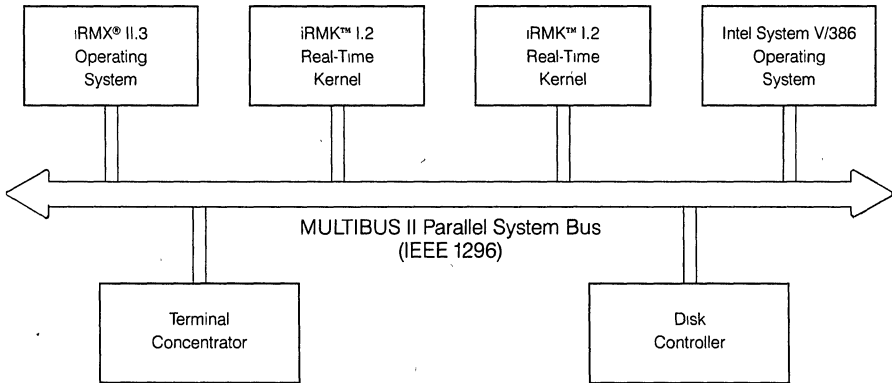 iRMX® II.3
Operating
System
iRMK™ I.2
Real-Time
Kernel
iRMK™ I.2
Real-Time
Kernel
Intel System V/386
Operating
System
MULTIBUS II Parallel System Bus
(IEEE 1296)
Terminal
Concentrator
Disk
Controller